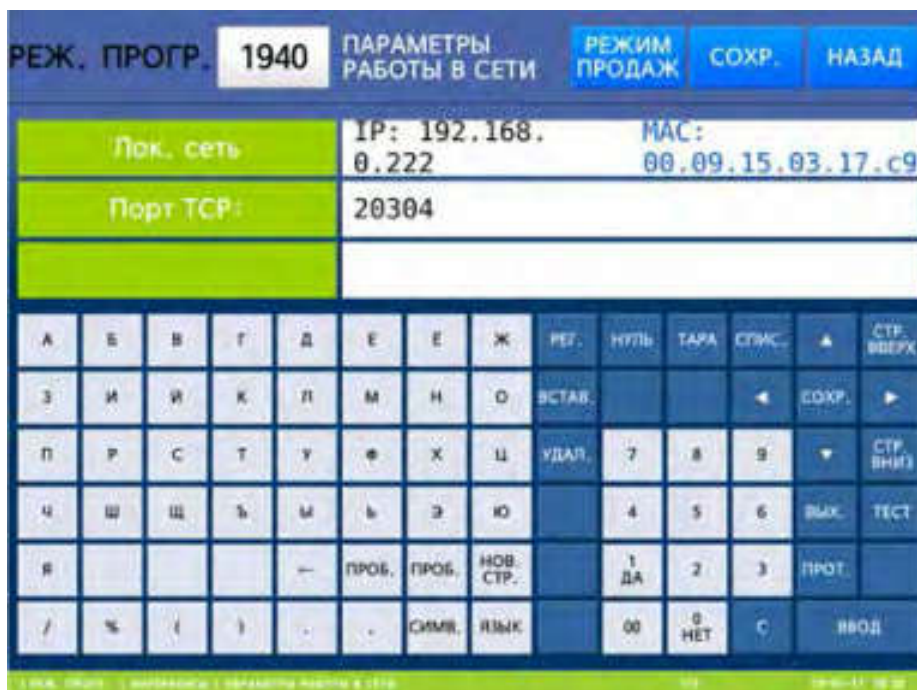 РЕЖ. ПРОГР. 1940 ПАРАМЕТРЫ РАБОТЫ В СЕТИ РЕЖИМ ПРОДАЖ СОХР. НАЗАД
Лок. сеть IP: 192.168. MAC:
0.222 00.09.15.03.17.c9
Порт TCP: 20304
А Б В Г Д Е Ё Ж РЕГ. НУЛЬ ТАРА СПИС. ▲ СТР. ВВЕРХ
З И Й К Л М Н О ВСТАВ. ◄ СОХР. ►
П Р С Т У Ф Х Ц УДАЛ. 7 8 9 ▼ СТР. ВНИЗ
Ч Ш Щ Ъ Ы Ь Э Ю 4 5 6 ВЫХ. ТЕСТ
Я ← ПРОБ. ПРОБ. НОВ. СТР. 1 ДА 2 3 ПРОТ.
/ % ( ) СИМВ. ЯЗЫК 00 0 НЕТ С ВВОД